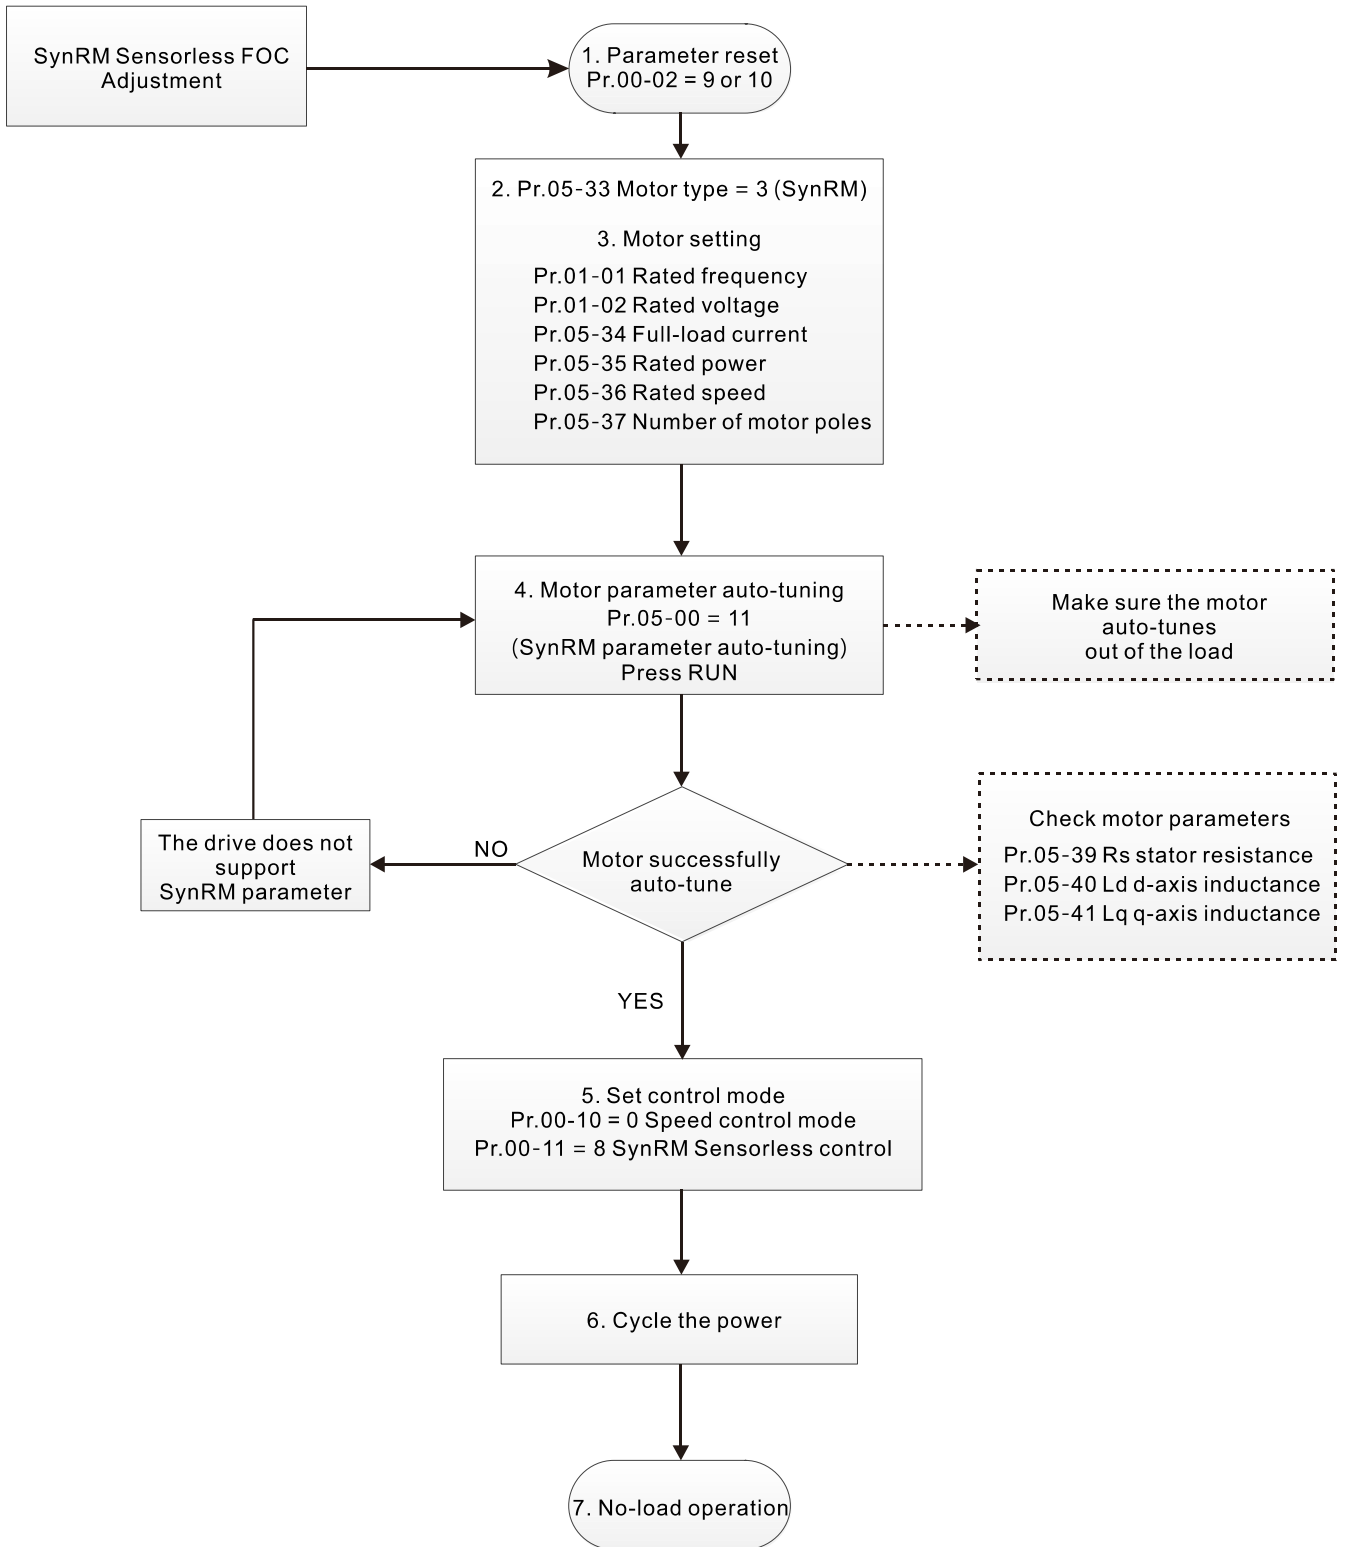 SynRM Sensorless FOC
Adjustment
1. Parameter reset
Pr.00-02 = 9 or 10
2. Pr.05-33 Motor type = 3 (SynRM)
3. Motor setting
Pr.01-01 Rated frequency
Pr.01-02 Rated voltage
Pr.05-34 Full-load current
Pr.05-35 Rated power
Pr.05-36 Rated speed
Pr.05-37 Number of motor poles
4. Motor parameter auto-tuning
Pr.05-00 = 11
(SynRM parameter auto-tuning)
Press RUN
Make sure the motor
auto-tunes
out of the load
The drive does not
support
SynRM parameter
NO
Motor successfully
auto-tune
Check motor parameters
Pr.05-39 Rs stator resistance
Pr.05-40 Ld d-axis inductance
Pr.05-41 Lq q-axis inductance
YES
5. Set control mode
Pr.00-10 = 0 Speed control mode
Pr.00-11 = 8 SynRM Sensorless control
6. Cycle the power
7. No-load operation